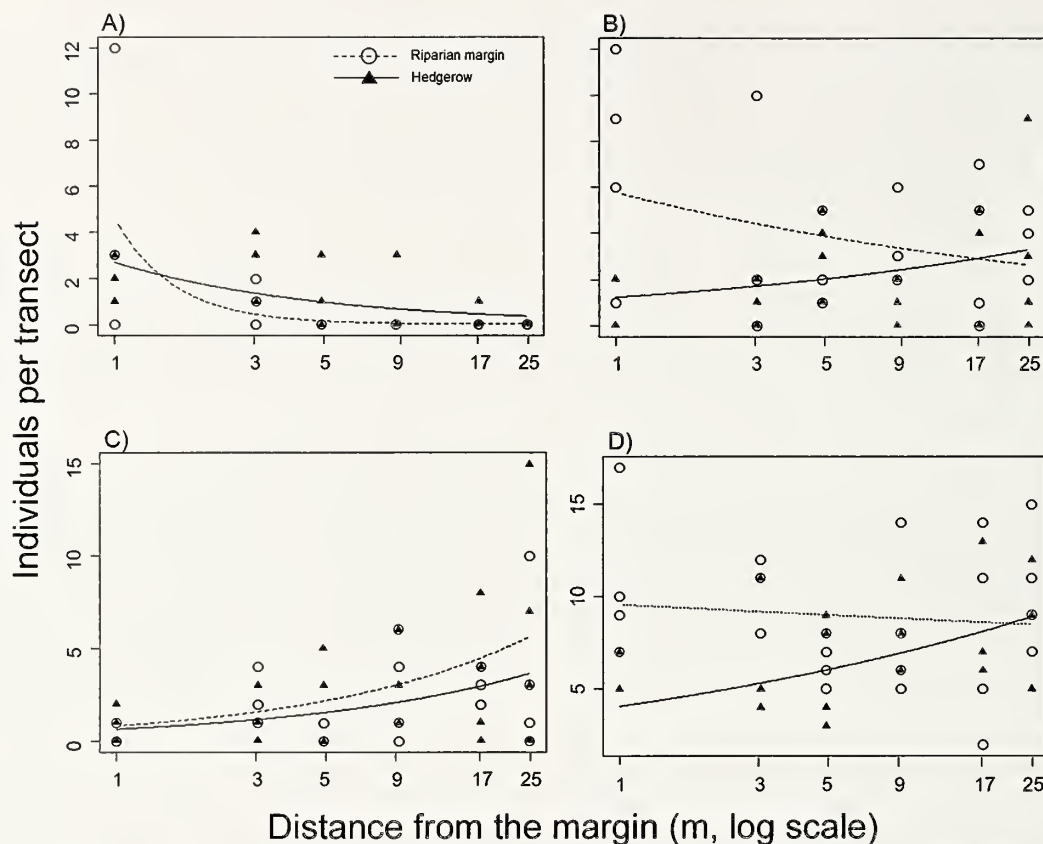 A)
B)
12
10
8
6
4
2
0
Riparian margin
Hedgerow
1 3 5 9 17 25
1 3 5 9 17 25
C)
D)
15
10
5
0
15
10
5
1 3 5 9 17 25
1 3 5 9 17 25
Individuals per transect
Distance from the margin (m, log scale)